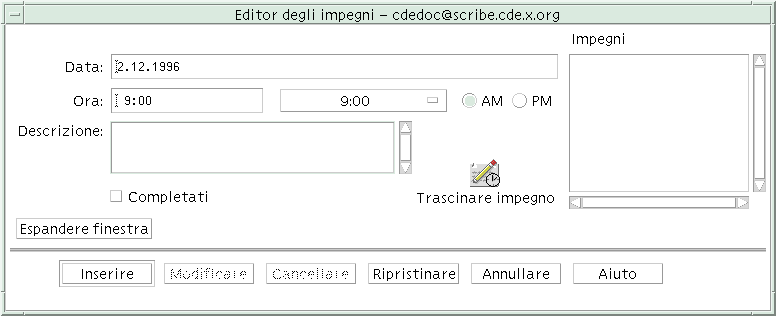 Editor degli impegni – cdedoc@scribe.cde.x.org
Impegni
Data: 2.12.1996
Ora: 9:00 9:00 AM PM
Descrizione:
Completati
Trascinare impegno
Espandere finestra
Inserire Modificare Cancellare Ripristinare Annullare Aiuto